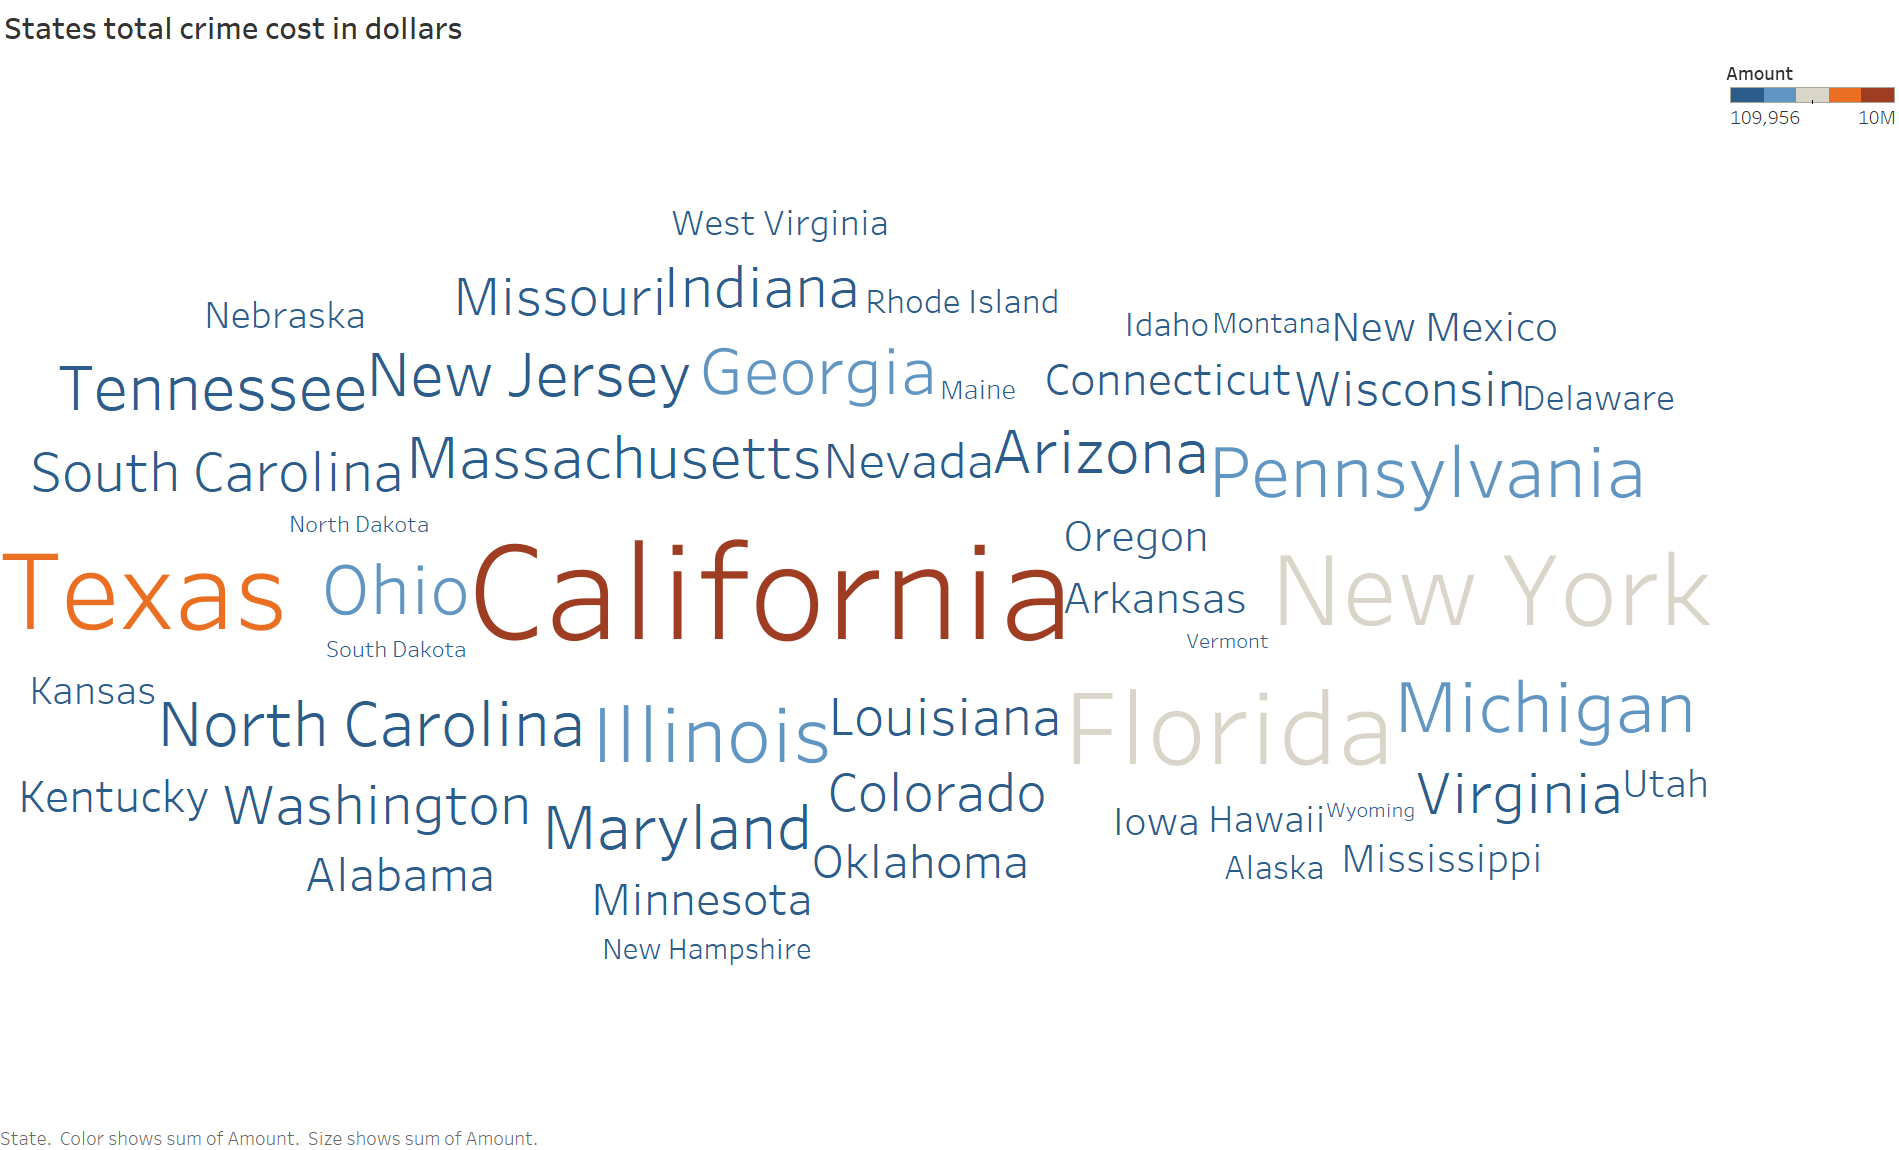 States total crime cost in dollars
Amount
109,956 10M
West Virginia
Missouri Indiana Rhode Island
Nebraska Idaho Montana New Mexico
Tennessee New Jersey Georgia Maine Connecticut Wisconsin Delaware
South Carolina Massachusetts Nevada Arizona Pennsylvania
North Dakota Oregon
Texas Ohio California Arkansas New York
South Dakota Vermont
Kansas North Carolina Illinois Louisiana Florida Michigan
Kentucky Washington Maryland Colorado Iowa Hawaii Wyoming Virginia Utah
Alabama Oklahoma Alaska Mississippi
Minnesota
New Hampshire
State. Color shows sum of Amount. Size shows sum of Amount.